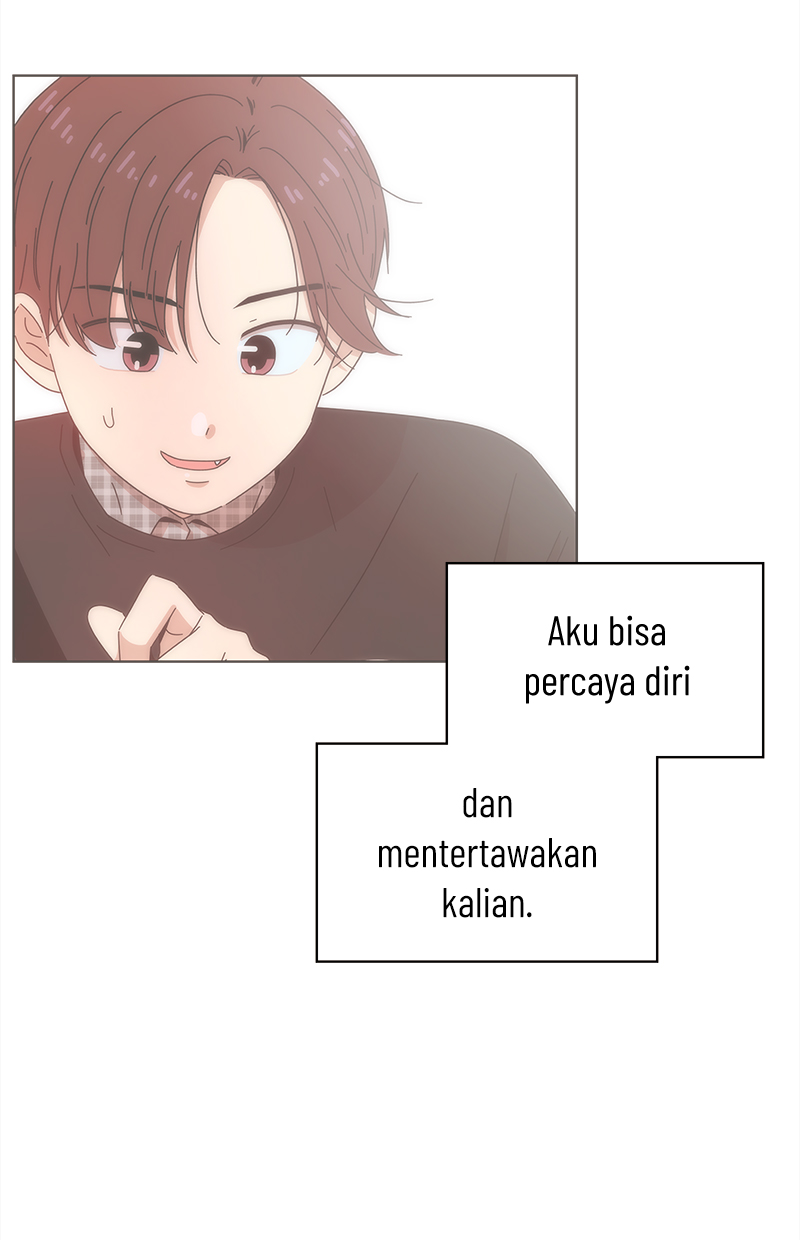 Aku bisa
percaya diri
dan
mentertawakan
kalian.